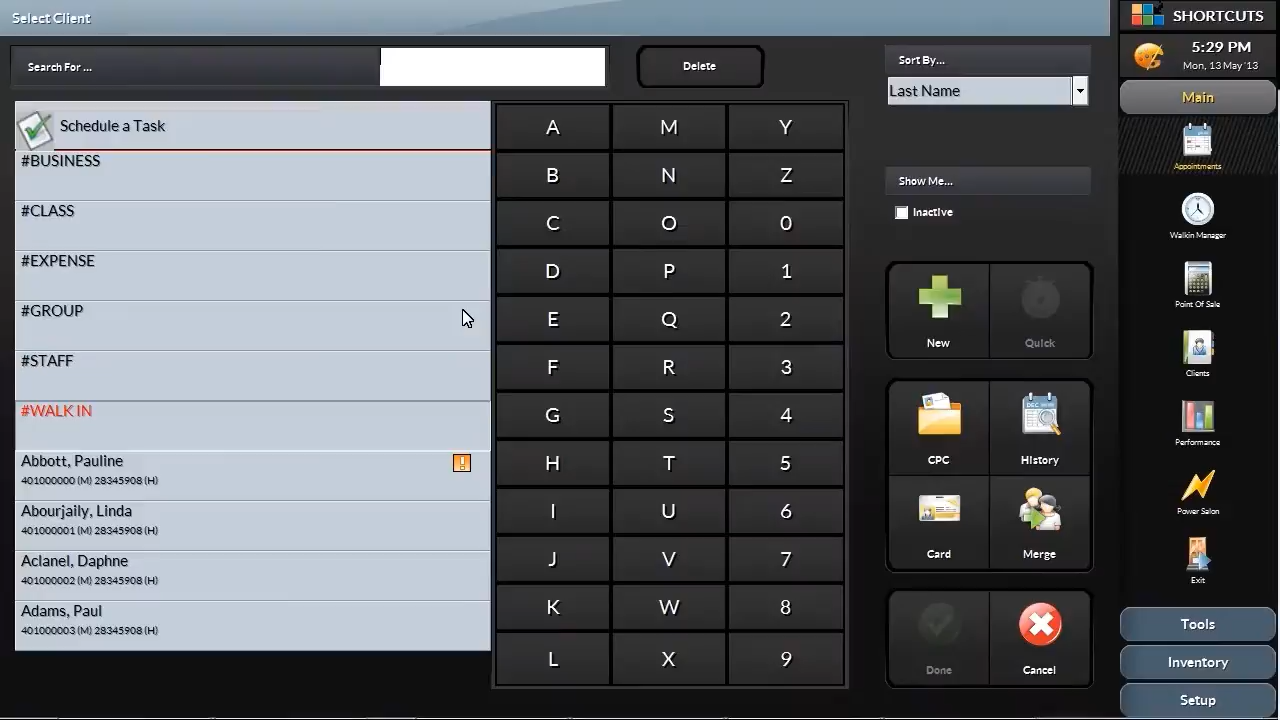 Select Client
SHORTCUTS
5:29 PM
Mon, 13 May '13
Search For ...
Delete
Sort By...
Last Name
Main
Schedule a Task
#BUSINESS
#CLASS
#EXPENSE
#GROUP
#STAFF
#WALK IN
Abbott, Pauline
401000000 (M) 28345908 (H)
Abourjaily, Linda
401000001 (M) 28345908 (H)
Aclanel, Daphne
401000002 (M) 28345908 (H)
Adams, Paul
401000003 (M) 28345908 (H)
A M Y
B N Z
C O 0
D P 1
E Q 2
F R 3
G S 4
H T 5
I U 6
J V 7
K W 8
L X 9
Show Me...
Inactive
New Quick
CPC History
DEC
Card Merge
Done Cancel
Appointments
Walkin Manager
Point Of Sale
Clients
Performance
Power Salon
Exit
Tools
Inventory
Setup